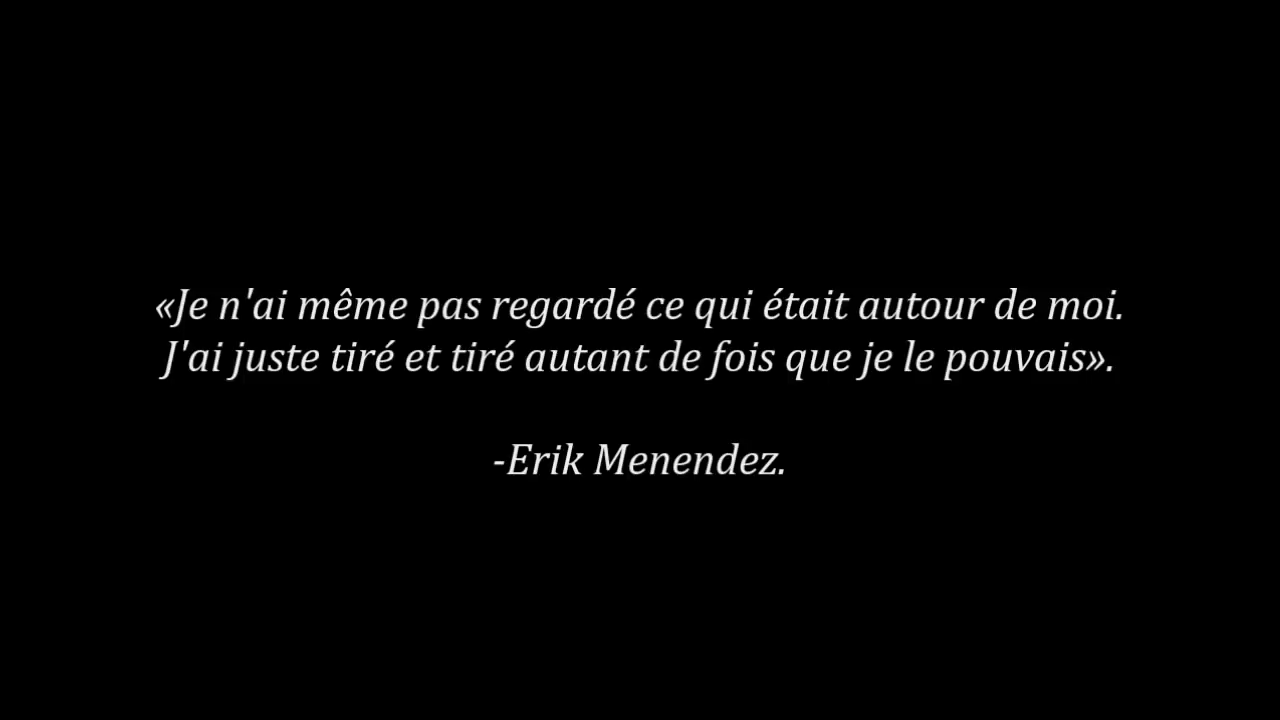 «Je n'ai même pas regardé ce qui était autour de moi.
J'ai juste tiré et tiré autant de fois que je le pouvais».
-Erik Menendez.